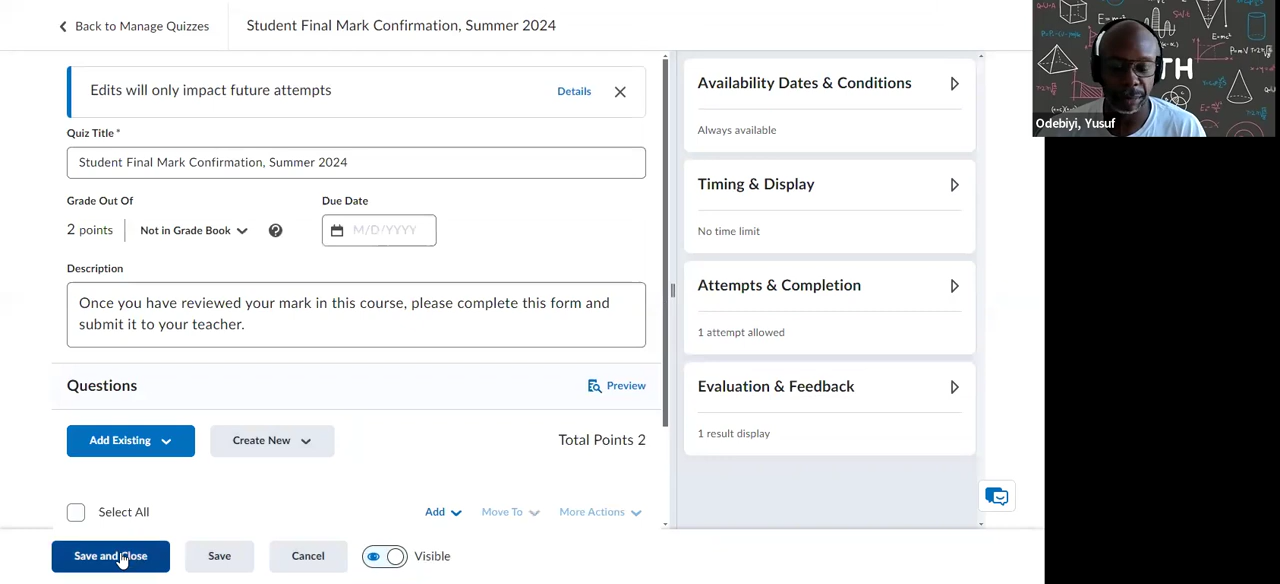 Back to Manage Quizzes
Student Final Mark Confirmation, Summer 2024
Edits will only impact future attempts
Details
Quiz Title *
Student Final Mark Confirmation, Summer 2024
Grade Out Of
Due Date
2 points
Not in Grade Book
M/D/YYYY
Description
Once you have reviewed your mark in this course, please complete this form and
submit it to your teacher.
Questions
Preview
Add Existing
Create New
Total Points 2
Select All
Add
Move To
More Actions
Save and Close
Save
Cancel
Visible
Availability Dates & Conditions
Always available
Timing & Display
No time limit
Attempts & Completion
1 attempt allowed
Evaluation & Feedback
1 result display
TH
Odebiyi, Yusuf